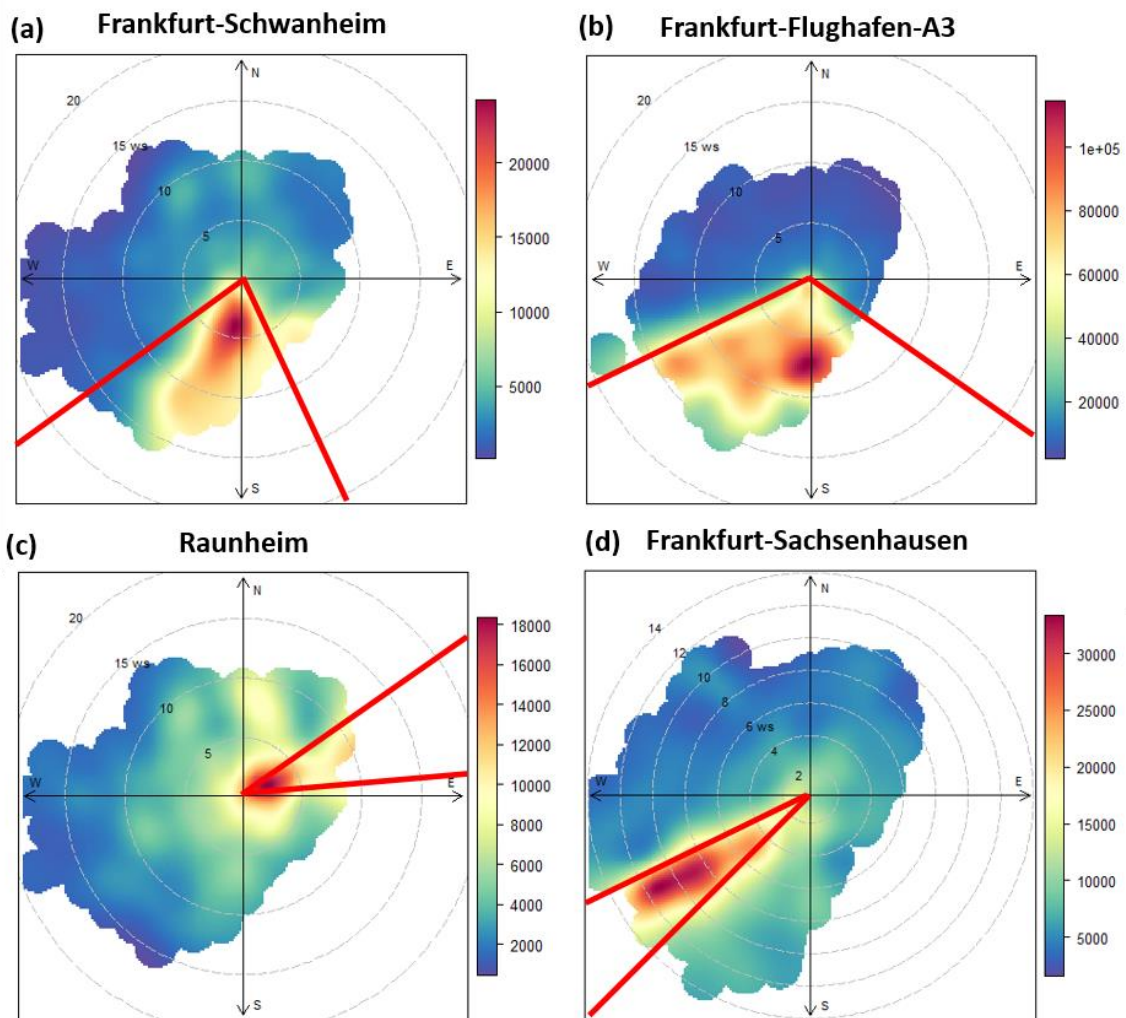 (a) Frankfurt-Schwanheim
N
20
15 ws
10
5
W
E
S
20000
15000
10000
5000
(b) Frankfurt-Flughafen-A3
N
20
15 ws
10
5
W
E
S
1e+05
80000
60000
40000
20000
(c) Raunheim
N
20
15 ws
10
5
W
E
S
18000
16000
14000
12000
10000
8000
6000
4000
2000
(d) Frankfurt-Sachsenhausen
N
14
12
10
8
6 ws
4
2
W
E
S
30000
25000
20000
15000
10000
5000